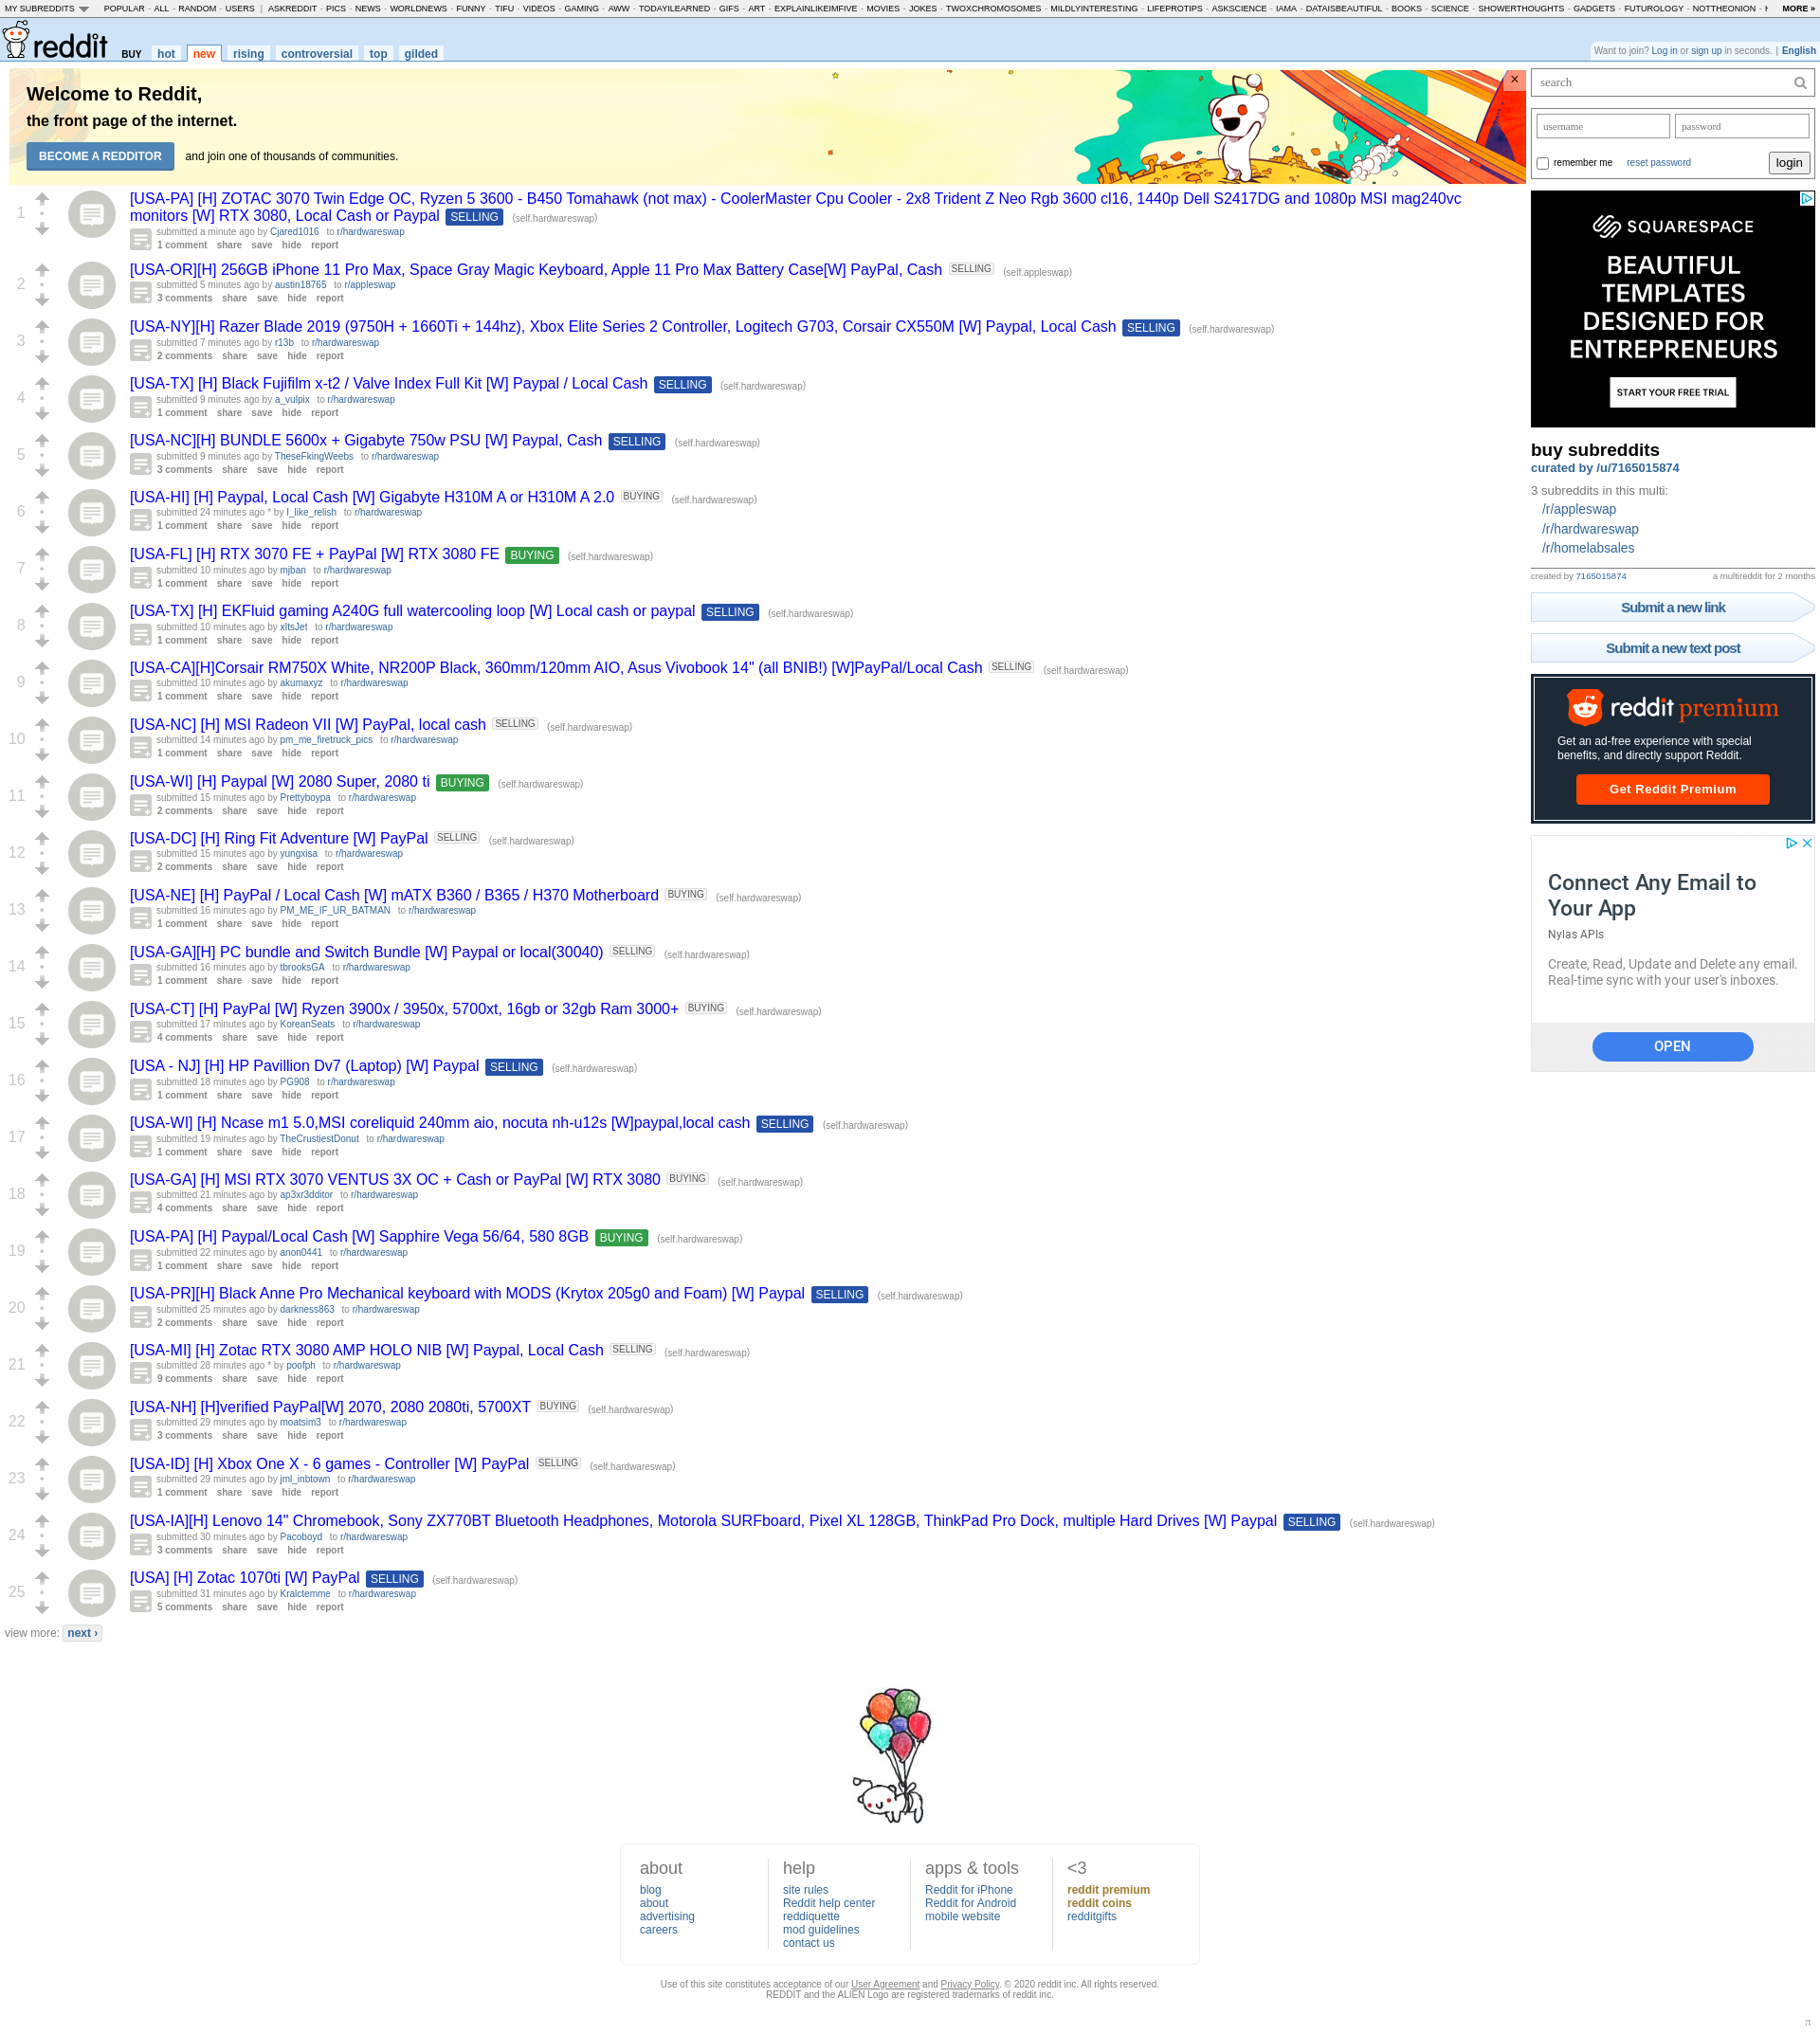 MY SUBREDDITS POPULAR - ALL - RANDOM - USERS | ASKREDDIT - PICS - NEWS - WORLDNEWS - FUNNY - TIFU - VIDEOS - GAMING - AWW - TODAYILEARNED - GIFS - ART - EXPLAINLIKEIMFIVE - MOVIES - JOKES - TWOXCHROMOSOMES - MILDLYINTERESTING - LIFEPROTIPS - ASKSCIENCE - IAMA - DATAISBEAUTIFUL - BOOKS - SCIENCE - SHOWERTHOUGHTS - GADGETS - FUTUROLOGY - NOTTHEONION - MORE »
reddit BUY hot new rising controversial top gilded
Want to join? Log in or sign up in seconds. | English
Welcome to Reddit,
the front page of the internet.
BECOME A REDDITOR and join one of thousands of communities.
×
1
[USA-PA] [H] ZOTAC 3070 Twin Edge OC, Ryzen 5 3600 - B450 Tomahawk (not max) - CoolerMaster Cpu Cooler - 2x8 Trident Z Neo Rgb 3600 cl16, 1440p Dell S2417DG and 1080p MSI mag240vc
monitors [W] RTX 3080, Local Cash or Paypal SELLING (self.hardwareswap)
submitted a minute ago by Cjared1016 to r/hardwareswap
1 comment share save hide report
2
[USA-OR][H] 256GB iPhone 11 Pro Max, Space Gray Magic Keyboard, Apple 11 Pro Max Battery Case[W] PayPal, Cash SELLING (self.appleswap)
submitted 5 minutes ago by austin18765 to r/appleswap
3 comments share save hide report
3
[USA-NY][H] Razer Blade 2019 (9750H + 1660Ti + 144hz), Xbox Elite Series 2 Controller, Logitech G703, Corsair CX550M [W] Paypal, Local Cash SELLING (self.hardwareswap)
submitted 7 minutes ago by r13b to r/hardwareswap
2 comments share save hide report
4
[USA-TX] [H] Black Fujifilm x-t2 / Valve Index Full Kit [W] Paypal / Local Cash SELLING (self.hardwareswap)
submitted 9 minutes ago by a_vulpix to r/hardwareswap
1 comment share save hide report
5
[USA-NC][H] BUNDLE 5600x + Gigabyte 750w PSU [W] Paypal, Cash SELLING (self.hardwareswap)
submitted 9 minutes ago by TheseFkingWeebs to r/hardwareswap
3 comments share save hide report
6
[USA-HI] [H] Paypal, Local Cash [W] Gigabyte H310M A or H310M A 2.0 BUYING (self.hardwareswap)
submitted 24 minutes ago * by I_like_relish to r/hardwareswap
1 comment share save hide report
7
[USA-FL] [H] RTX 3070 FE + PayPal [W] RTX 3080 FE BUYING (self.hardwareswap)
submitted 10 minutes ago by mjban to r/hardwareswap
1 comment share save hide report
8
[USA-TX] [H] EKFluid gaming A240G full watercooling loop [W] Local cash or paypal SELLING (self.hardwareswap)
submitted 10 minutes ago by xItsJet to r/hardwareswap
1 comment share save hide report
9
[USA-CA][H]Corsair RM750X White, NR200P Black, 360mm/120mm AIO, Asus Vivobook 14" (all BNIB!) [W]PayPal/Local Cash SELLING (self.hardwareswap)
submitted 10 minutes ago by akumaxyz to r/hardwareswap
1 comment share save hide report
10
[USA-NC] [H] MSI Radeon VII [W] PayPal, local cash SELLING (self.hardwareswap)
submitted 14 minutes ago by pm_me_firetruck_pics to r/hardwareswap
1 comment share save hide report
11
[USA-WI] [H] Paypal [W] 2080 Super, 2080 ti BUYING (self.hardwareswap)
submitted 15 minutes ago by Prettyboypa to r/hardwareswap
2 comments share save hide report
12
[USA-DC] [H] Ring Fit Adventure [W] PayPal SELLING (self.hardwareswap)
submitted 15 minutes ago by yungxisa to r/hardwareswap
2 comments share save hide report
13
[USA-NE] [H] PayPal / Local Cash [W] mATX B360 / B365 / H370 Motherboard BUYING (self.hardwareswap)
submitted 16 minutes ago by PM_ME_IF_UR_BATMAN to r/hardwareswap
1 comment share save hide report
14
[USA-GA][H] PC bundle and Switch Bundle [W] Paypal or local(30040) SELLING (self.hardwareswap)
submitted 16 minutes ago by tbrooksGA to r/hardwareswap
1 comment share save hide report
15
[USA-CT] [H] PayPal [W] Ryzen 3900x / 3950x, 5700xt, 16gb or 32gb Ram 3000+ BUYING (self.hardwareswap)
submitted 17 minutes ago by KoreanSeats to r/hardwareswap
4 comments share save hide report
16
[USA - NJ] [H] HP Pavillion Dv7 (Laptop) [W] Paypal SELLING (self.hardwareswap)
submitted 18 minutes ago by PG908 to r/hardwareswap
1 comment share save hide report
17
[USA-WI] [H] Ncase m1 5.0,MSI coreliquid 240mm aio, nocuta nh-u12s [W]paypal,local cash SELLING (self.hardwareswap)
submitted 19 minutes ago by TheCrustiestDonut to r/hardwareswap
1 comment share save hide report
18
[USA-GA] [H] MSI RTX 3070 VENTUS 3X OC + Cash or PayPal [W] RTX 3080 BUYING (self.hardwareswap)
submitted 21 minutes ago by ap3xr3dditor to r/hardwareswap
4 comments share save hide report
19
[USA-PA] [H] Paypal/Local Cash [W] Sapphire Vega 56/64, 580 8GB BUYING (self.hardwareswap)
submitted 22 minutes ago by anon0441 to r/hardwareswap
1 comment share save hide report
20
[USA-PR][H] Black Anne Pro Mechanical keyboard with MODS (Krytox 205g0 and Foam) [W] Paypal SELLING (self.hardwareswap)
submitted 25 minutes ago by darkness863 to r/hardwareswap
2 comments share save hide report
21
[USA-MI] [H] Zotac RTX 3080 AMP HOLO NIB [W] Paypal, Local Cash SELLING (self.hardwareswap)
submitted 28 minutes ago * by poofph to r/hardwareswap
9 comments share save hide report
22
[USA-NH] [H]verified PayPal[W] 2070, 2080 2080ti, 5700XT BUYING (self.hardwareswap)
submitted 29 minutes ago by moatsim3 to r/hardwareswap
3 comments share save hide report
23
[USA-ID] [H] Xbox One X - 6 games - Controller [W] PayPal SELLING (self.hardwareswap)
submitted 29 minutes ago by jml_inbtown to r/hardwareswap
1 comment share save hide report
24
[USA-IA][H] Lenovo 14" Chromebook, Sony ZX770BT Bluetooth Headphones, Motorola SURFboard, Pixel XL 128GB, ThinkPad Pro Dock, multiple Hard Drives [W] Paypal SELLING (self.hardwareswap)
submitted 30 minutes ago by Pacoboyd to r/hardwareswap
3 comments share save hide report
25
[USA] [H] Zotac 1070ti [W] PayPal SELLING (self.hardwareswap)
submitted 31 minutes ago by Kralctemme to r/hardwareswap
5 comments share save hide report
view more: next ›
search
username password
remember me reset password login
SQUARESPACE
BEAUTIFUL
TEMPLATES
DESIGNED FOR
ENTREPRENEURS
START YOUR FREE TRIAL
buy subreddits
curated by /u/7165015874
3 subreddits in this multi:
/r/appleswap
/r/hardwareswap
/r/homelabsales
created by 7165015874 a multireddit for 2 months
Submit a new link
Submit a new text post
reddit premium
Get an ad-free experience with special
benefits, and directly support Reddit.
Get Reddit Premium
Connect Any Email to
Your App
Nylas APIs
Create, Read, Update and Delete any email.
Real-time sync with your user's inboxes.
OPEN
about
blog
about
advertising
careers
help
site rules
Reddit help center
reddiquette
mod guidelines
contact us
apps & tools
Reddit for iPhone
Reddit for Android
mobile website
<3
reddit premium
reddit coins
redditgifts
Use of this site constitutes acceptance of our User Agreement and Privacy Policy. © 2020 reddit inc. All rights reserved.
REDDIT and the ALIEN Logo are registered trademarks of reddit inc.
π